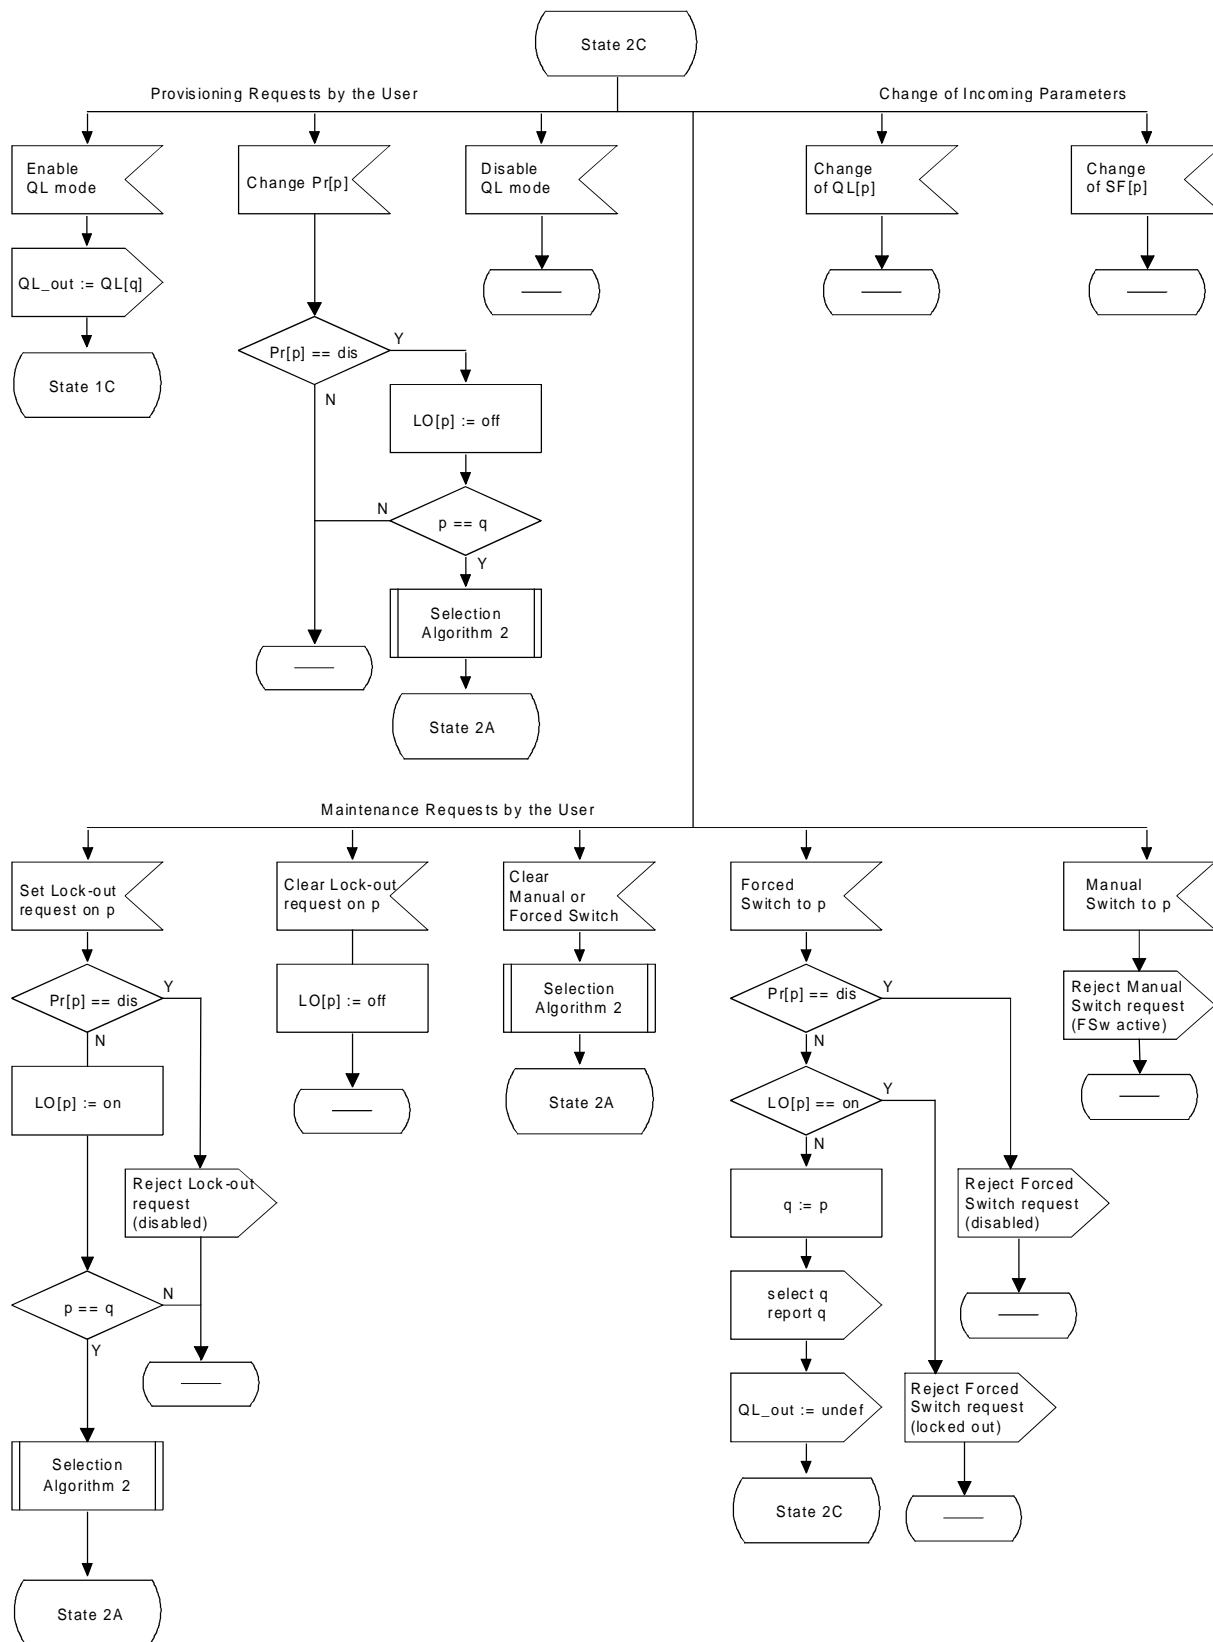 State 2C
Provisioning Requests by the User
Change of Incoming Parameters
Enable
QL mode
Change Pr[p]
Disable
QL mode
Change
of QL[p]
Change
of SF[p]
QL_out := QL[q]
State 1C
Pr[p] == dis
Y
N
LO[p] := off
p == q
N
Y
Selection
Algorithm 2
State 2A
Maintenance Requests by the User
Set Lock-out
request on p
Clear Lock-out
request on p
Clear
Manual or
Forced Switch
Forced
Switch to p
Manual
Switch to p
Pr[p] == dis
Y
N
LO[p] := on
Reject Lock-out
request
(disabled)
p == q
N
Y
Selection
Algorithm 2
State 2A
LO[p] := off
Selection
Algorithm 2
State 2A
Pr[p] == dis
Y
N
LO[p] == on
Y
N
q := p
select q
report q
QL_out := undef
State 2C
Reject Forced
Switch request
(disabled)
Reject Forced
Switch request
(locked out)
Reject Manual
Switch request
(FSw active)